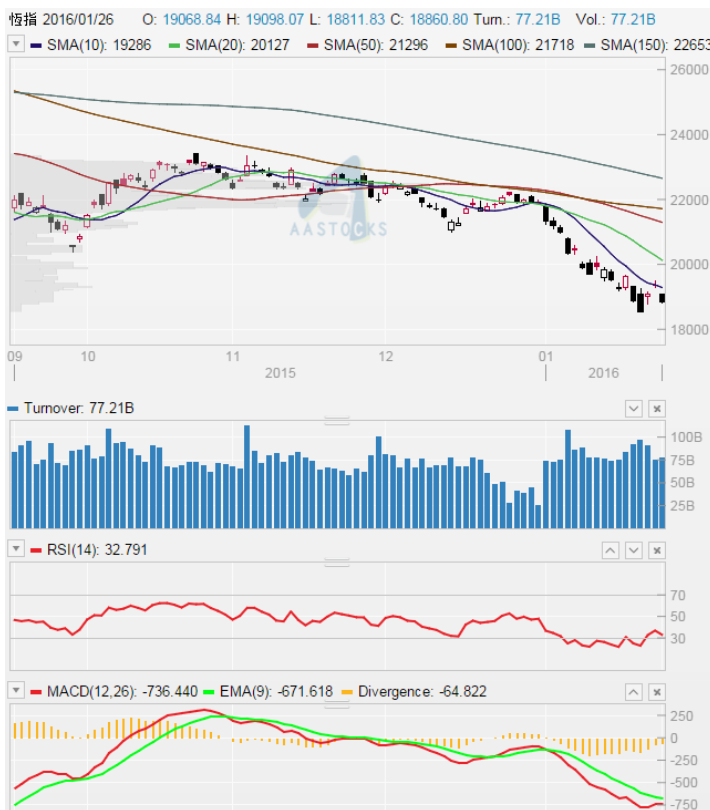 恆指 2016/01/26 O: 19068.84 H: 19098.07 L: 18811.83 C: 18860.80 Turn.: 77.21B Vol.: 77.21B
SMA(10): 19286 SMA(20): 20127 SMA(50): 21296 SMA(100): 21718 SMA(150): 22653
26000
24000
22000
20000
18000
AASTOCKS
09 10 11 12 01
2015 2016
Turnover: 77.21B
100B
75B
50B
25B
RSI(14): 32.791
70
50
30
MACD(12,26): -736.440 EMA(9): -671.618 Divergence: -64.822
250
0
-250
-500
-750